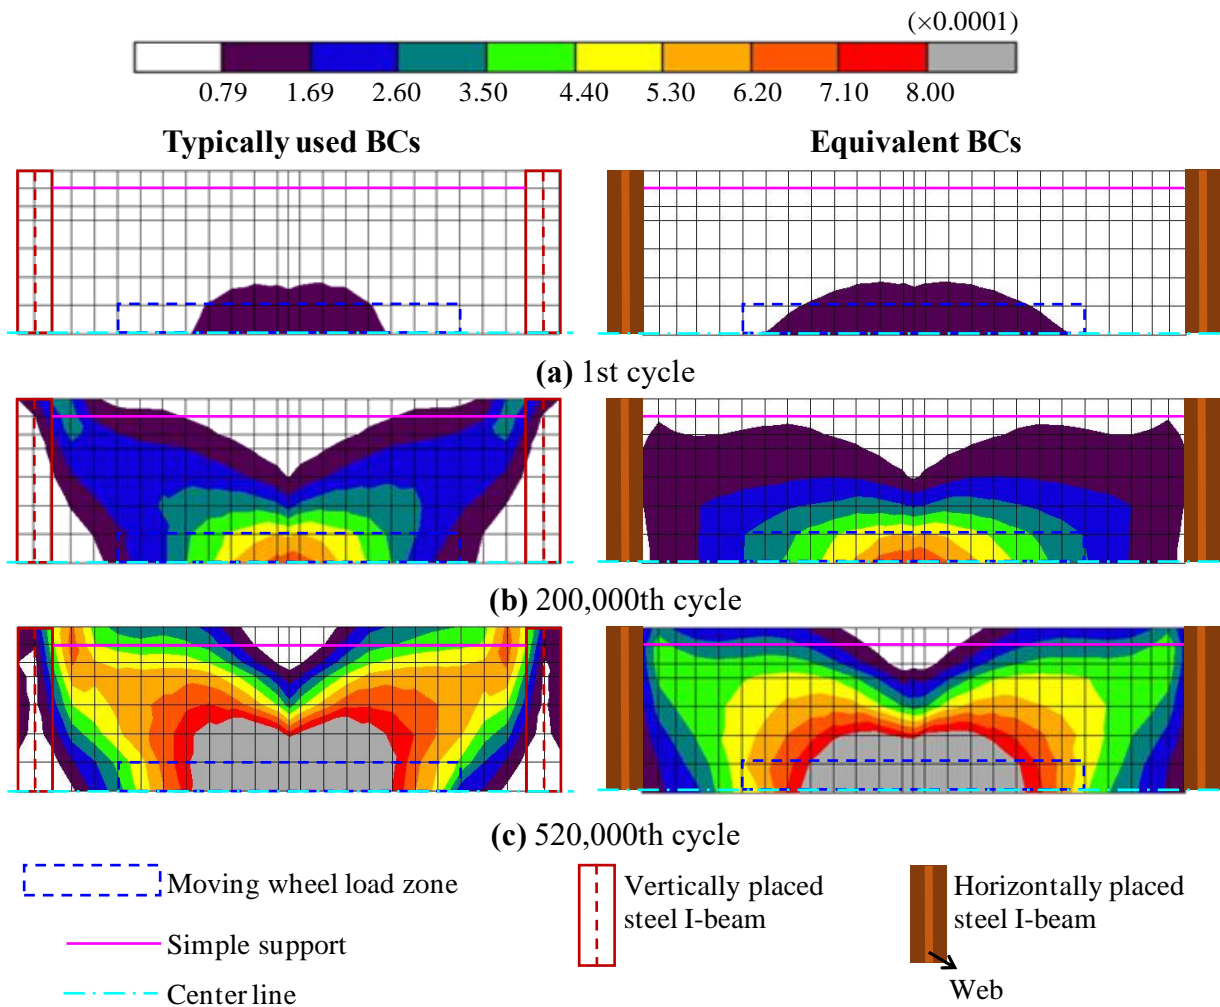 (×0.0001)
0.79 1.69 2.60 3.50 4.40 5.30 6.20 7.10 8.00
Typically used BCs Equivalent BCs
(a) 1st cycle
(b) 200,000th cycle
(c) 520,000th cycle
Moving wheel load zone
Simple support
Center line
Vertically placed
steel I-beam
Horizontally placed
steel I-beam
Web